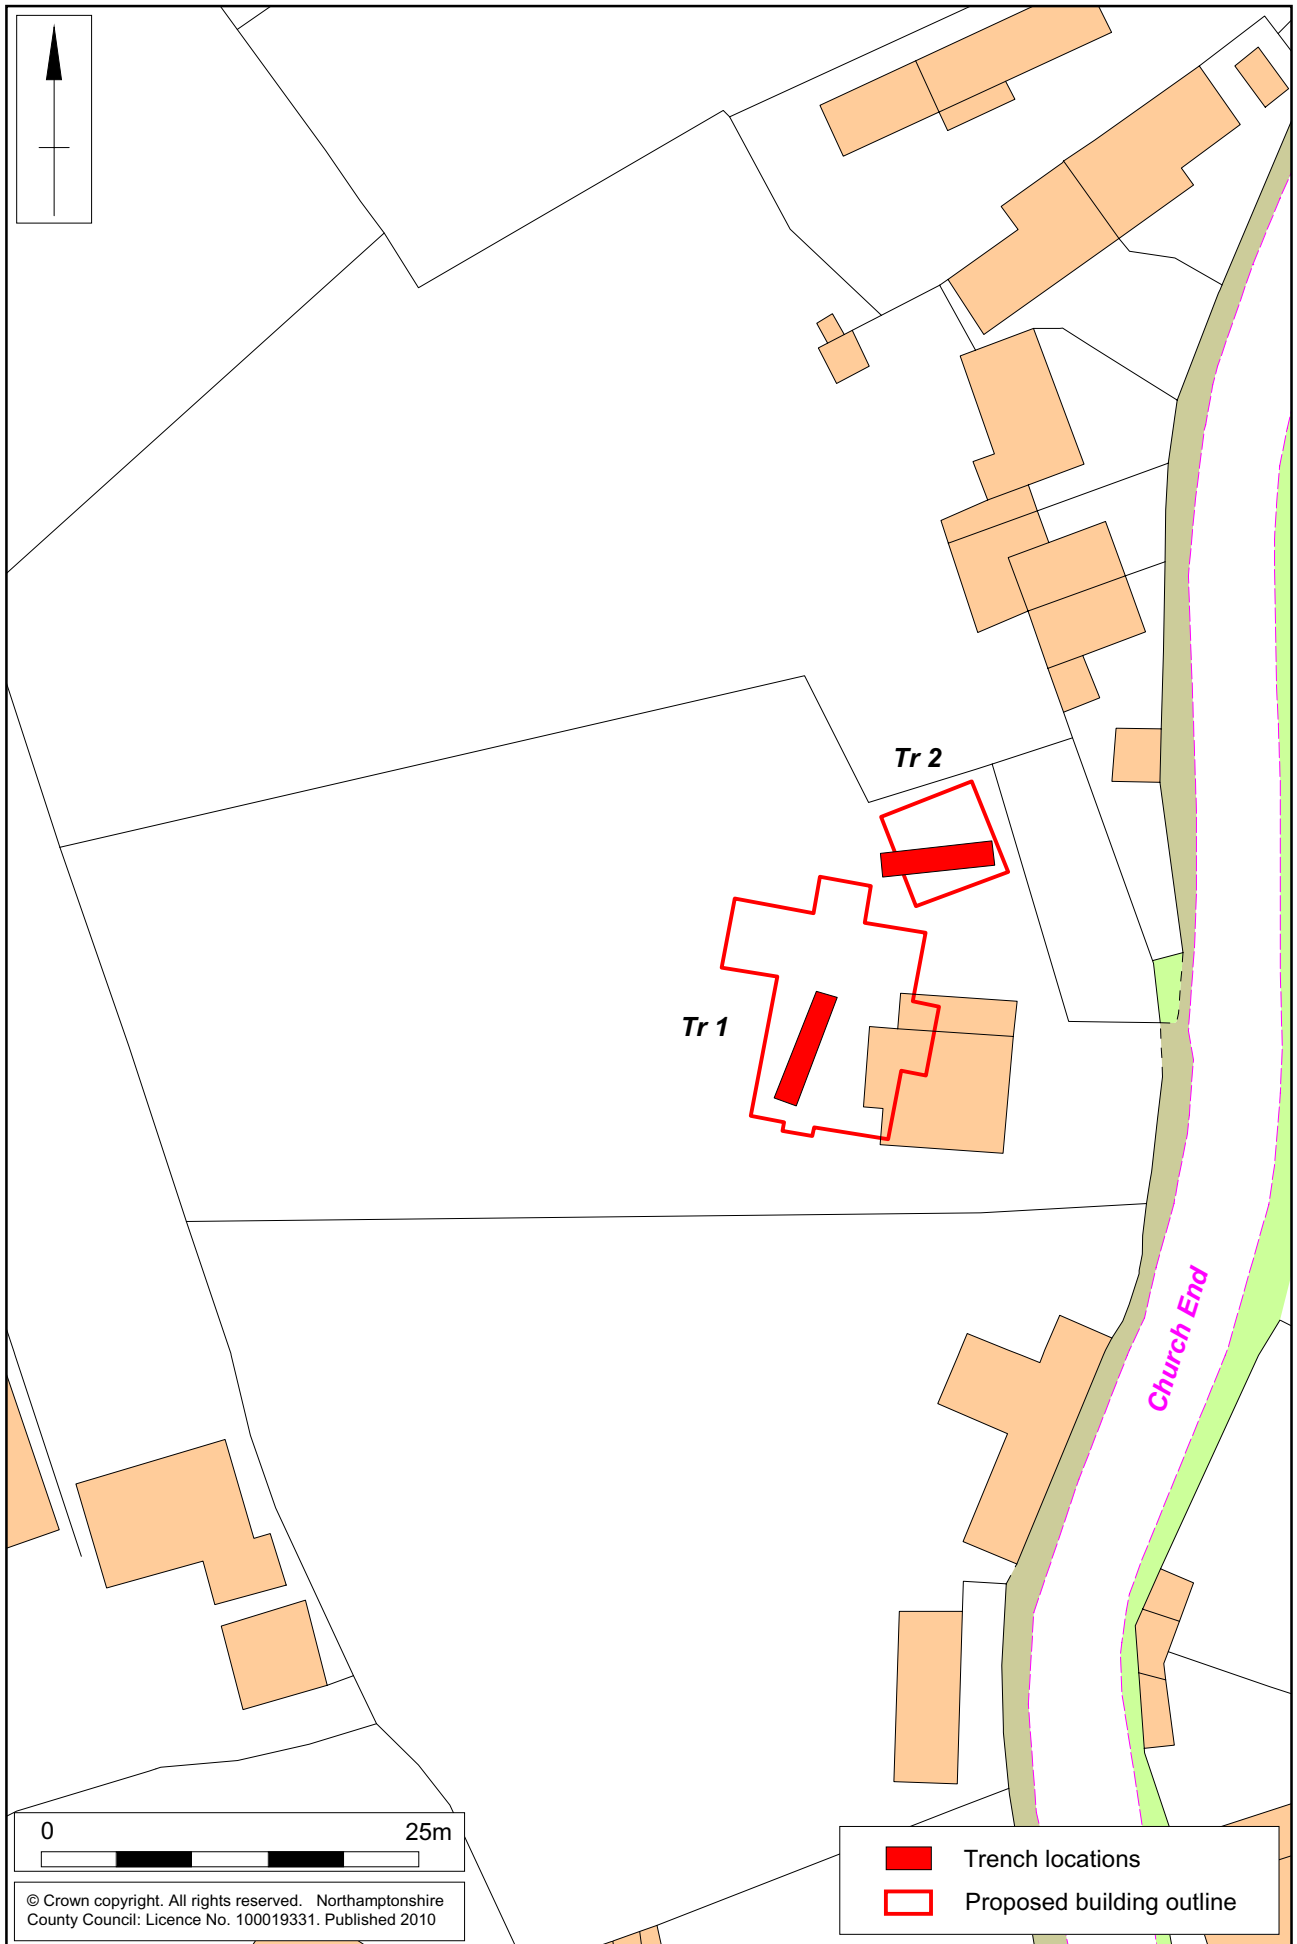 Tr 2
Tr 1
Church End
0 25m
© Crown copyright. All rights reserved. Northamptonshire
County Council: Licence No. 100019331. Published 2010
Trench locations
Proposed building outline